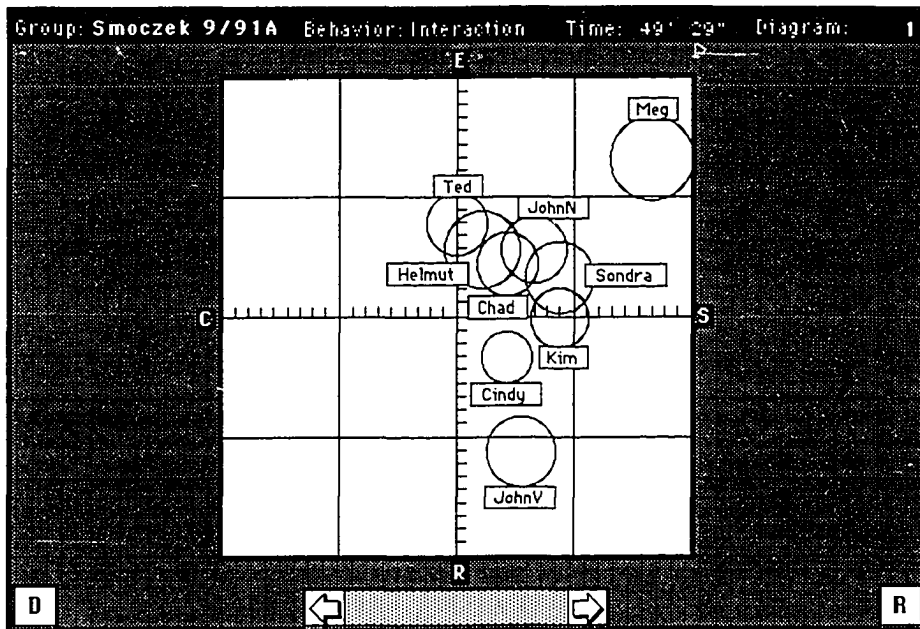 Group: Smoczek 9/91A Behavior: Interaction Time: 49' 29" Diagram: 1
E
Meg
Ted
JohnN
Helmut
Sondra
Chad
C
S
Kim
Cindy
JohnV
R
D
R